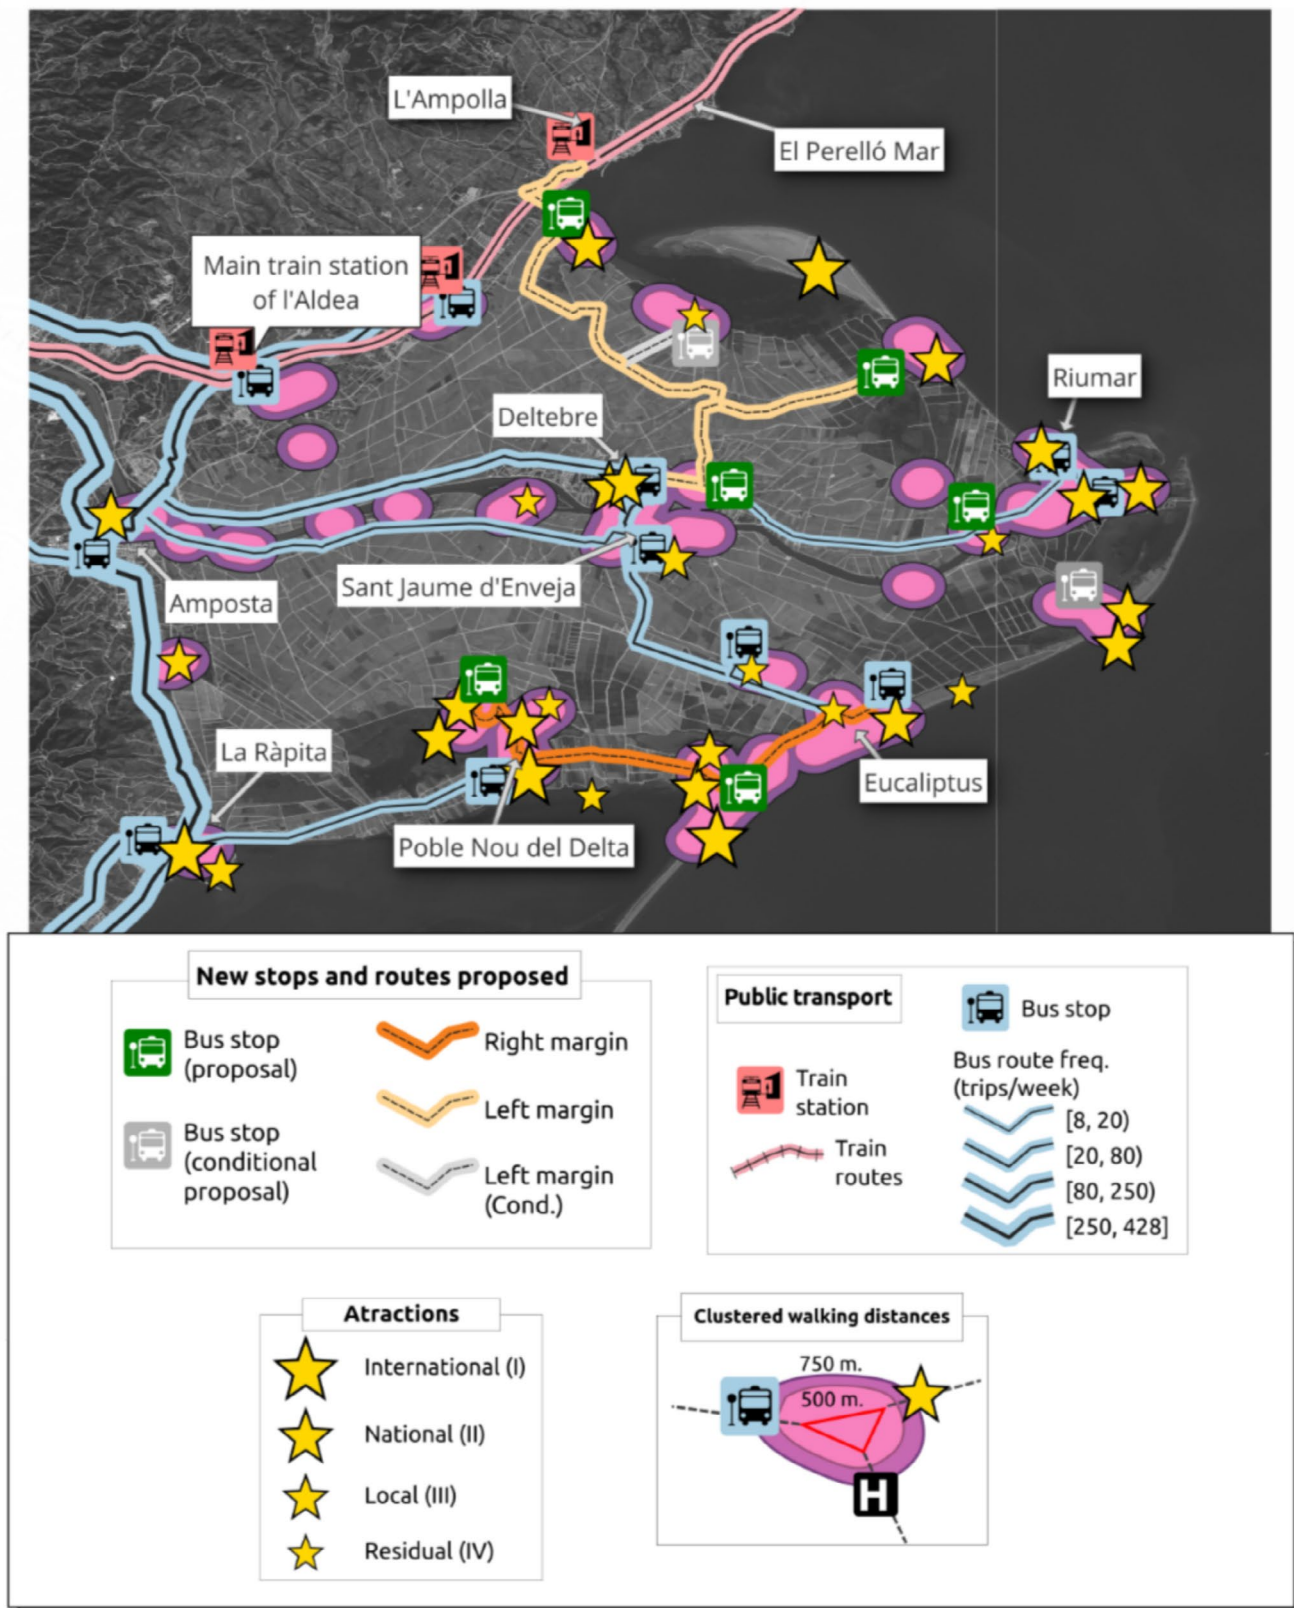 L'Ampolla
El Perelló Mar
Main train station
of l'Aldea
Riumar
Deltebre
Sant Jaume d'Enveja
Amposta
La Ràpita
Eucaliptus
Poble Nou del Delta
New stops and routes proposed
Bus stop
(proposal)
Bus stop
(conditional
proposal)
Right margin
Left margin
Left margin
(Cond.)
Public transport
Bus stop
Train
station
Train
routes
Bus route freq.
(trips/week)
[8, 20)
[20, 80)
[80, 250)
[250, 428]
Atractions
International (I)
National (II)
Local (III)
Residual (IV)
Clustered walking distances
750 m.
500 m.
H